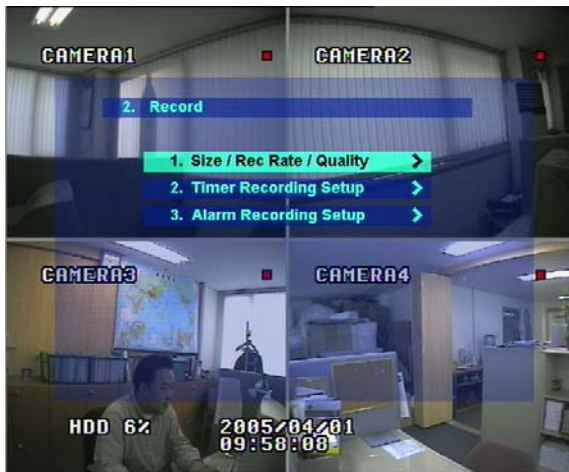 CAMERA1
CAMERA2
2. Record
1. Size / Rec Rate / Quality >
2. Timer Recording Setup >
3. Alarm Recording Setup >
CAMERA3
CAMERA4
HDD 6%
2005/04/01
09:58:08